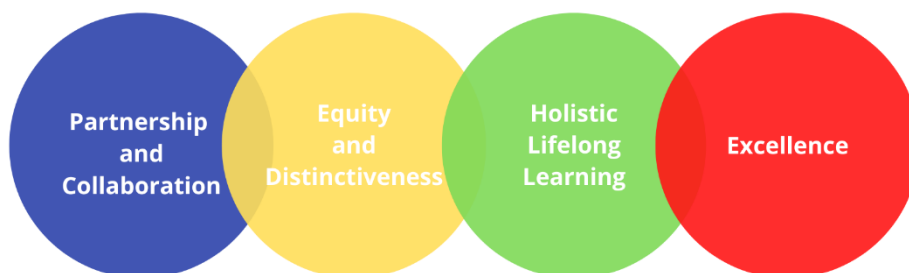 Partnership
and
Collaboration
Equity
and
Distinctiveness
Holistic
Lifelong
Learning
Excellence